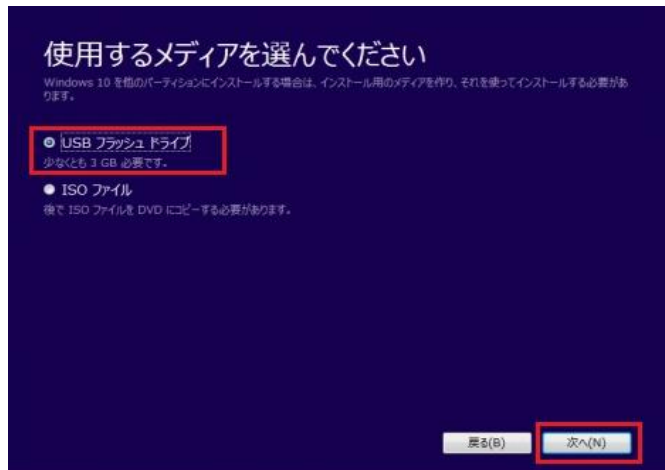 使用するメディアを選んでください
Windows 10 を他のパーティションにインストールする場合は、インストール用のメディアを作り、それを使ってインストールする必要があ
ります。
USB フラッシュ ドライブ
少なくとも 3 GB 必要です。
ISO ファイル
後で ISO ファイルを DVD にコピーする必要があります。
戻る(B)
次へ(N)